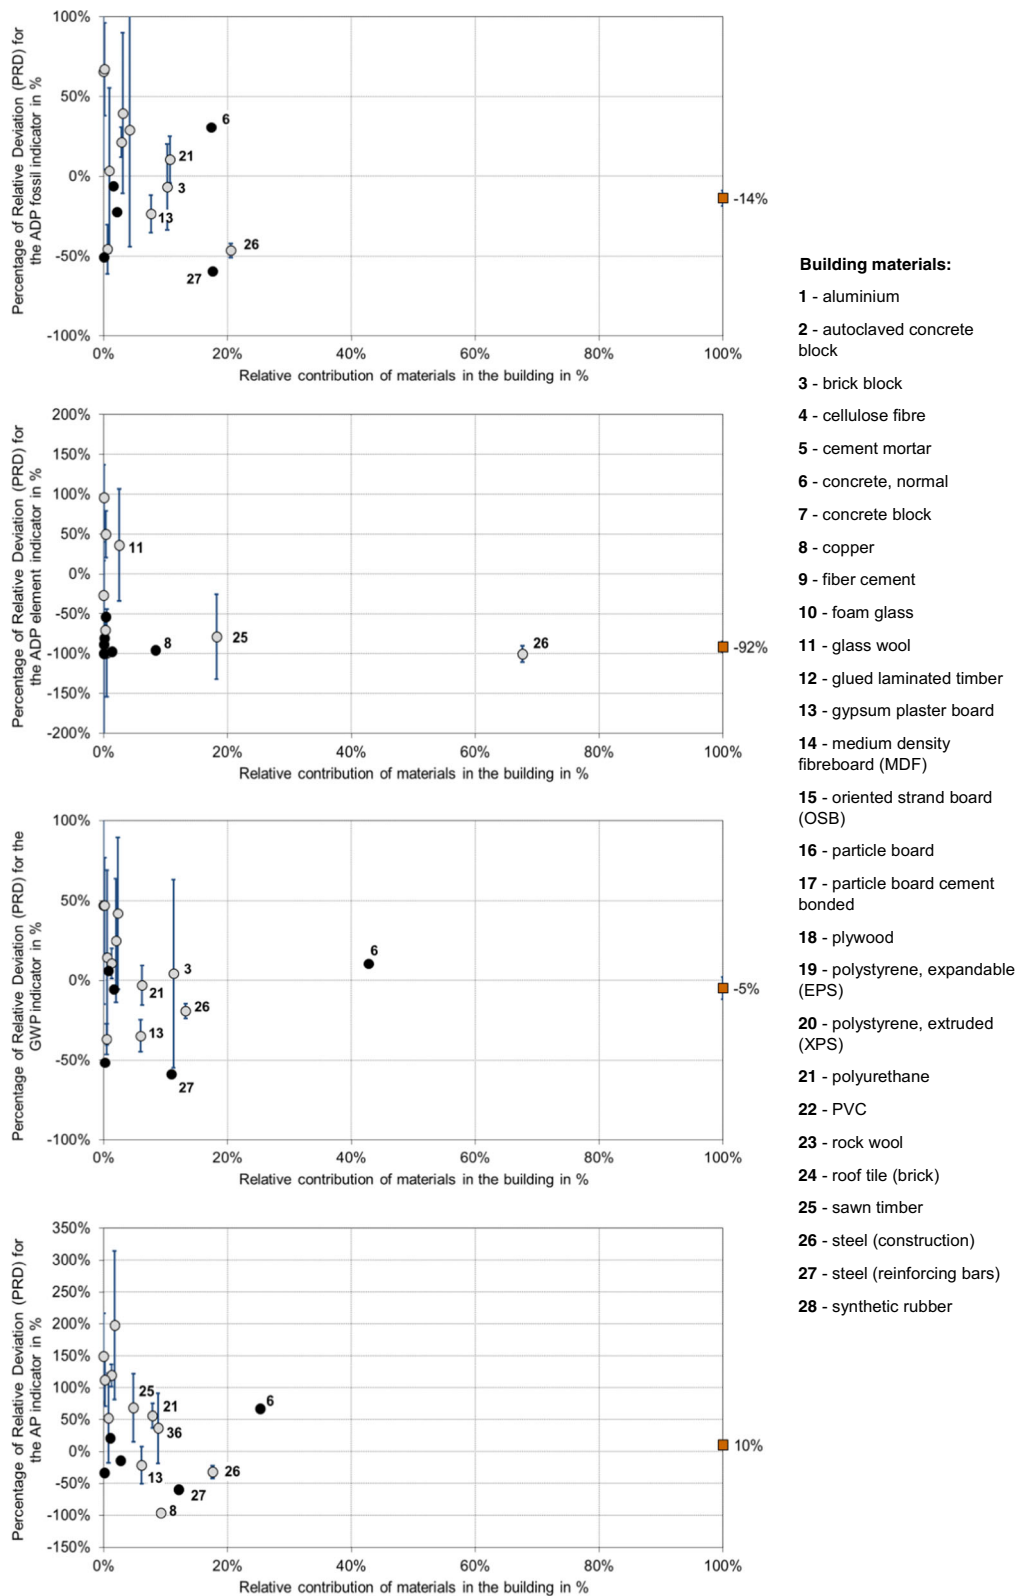 Percentage of Relative Deviation (PRD) for
the ADP fossil indicator in %
100%
50%
0%
-50%
-100%
6
21
3
13
26
27
-14%
0%
20%
40%
60%
80%
100%
Relative contribution of materials in the building in %
Percentage of Relative Deviation (PRD) for
the ADP element indicator in %
200%
150%
100%
50%
0%
-50%
-100%
-150%
-200%
11
8
25
26
-92%
0%
20%
40%
60%
80%
100%
Relative contribution of materials in the building in %
Percentage of Relative Deviation (PRD) for the
GWP indicator in %
100%
50%
0%
-50%
-100%
6
3
21
26
13
27
-5%
0%
20%
40%
60%
80%
100%
Relative contribution of materials in the building in %
Percentage of Relative Deviation (PRD) for
the AP indicator in %
350%
300%
250%
200%
150%
100%
50%
0%
-50%
-100%
-150%
25
21
6
36
13
26
27
8
10%
0%
20%
40%
60%
80%
100%
Relative contribution of materials in the building in %
Building materials:
1 - aluminium
2 - autoclaved concrete
block
3 - brick block
4 - cellulose fibre
5 - cement mortar
6 - concrete, normal
7 - concrete block
8 - copper
9 - fiber cement
10 - foam glass
11 - glass wool
12 - glued laminated timber
13 - gypsum plaster board
14 - medium density
fibreboard (MDF)
15 - oriented strand board
(OSB)
16 - particle board
17 - particle board cement
bonded
18 - plywood
19 - polystyrene, expandable
(EPS)
20 - polystyrene, extruded
(XPS)
21 - polyurethane
22 - PVC
23 - rock wool
24 - roof tile (brick)
25 - sawn timber
26 - steel (construction)
27 - steel (reinforcing bars)
28 - synthetic rubber